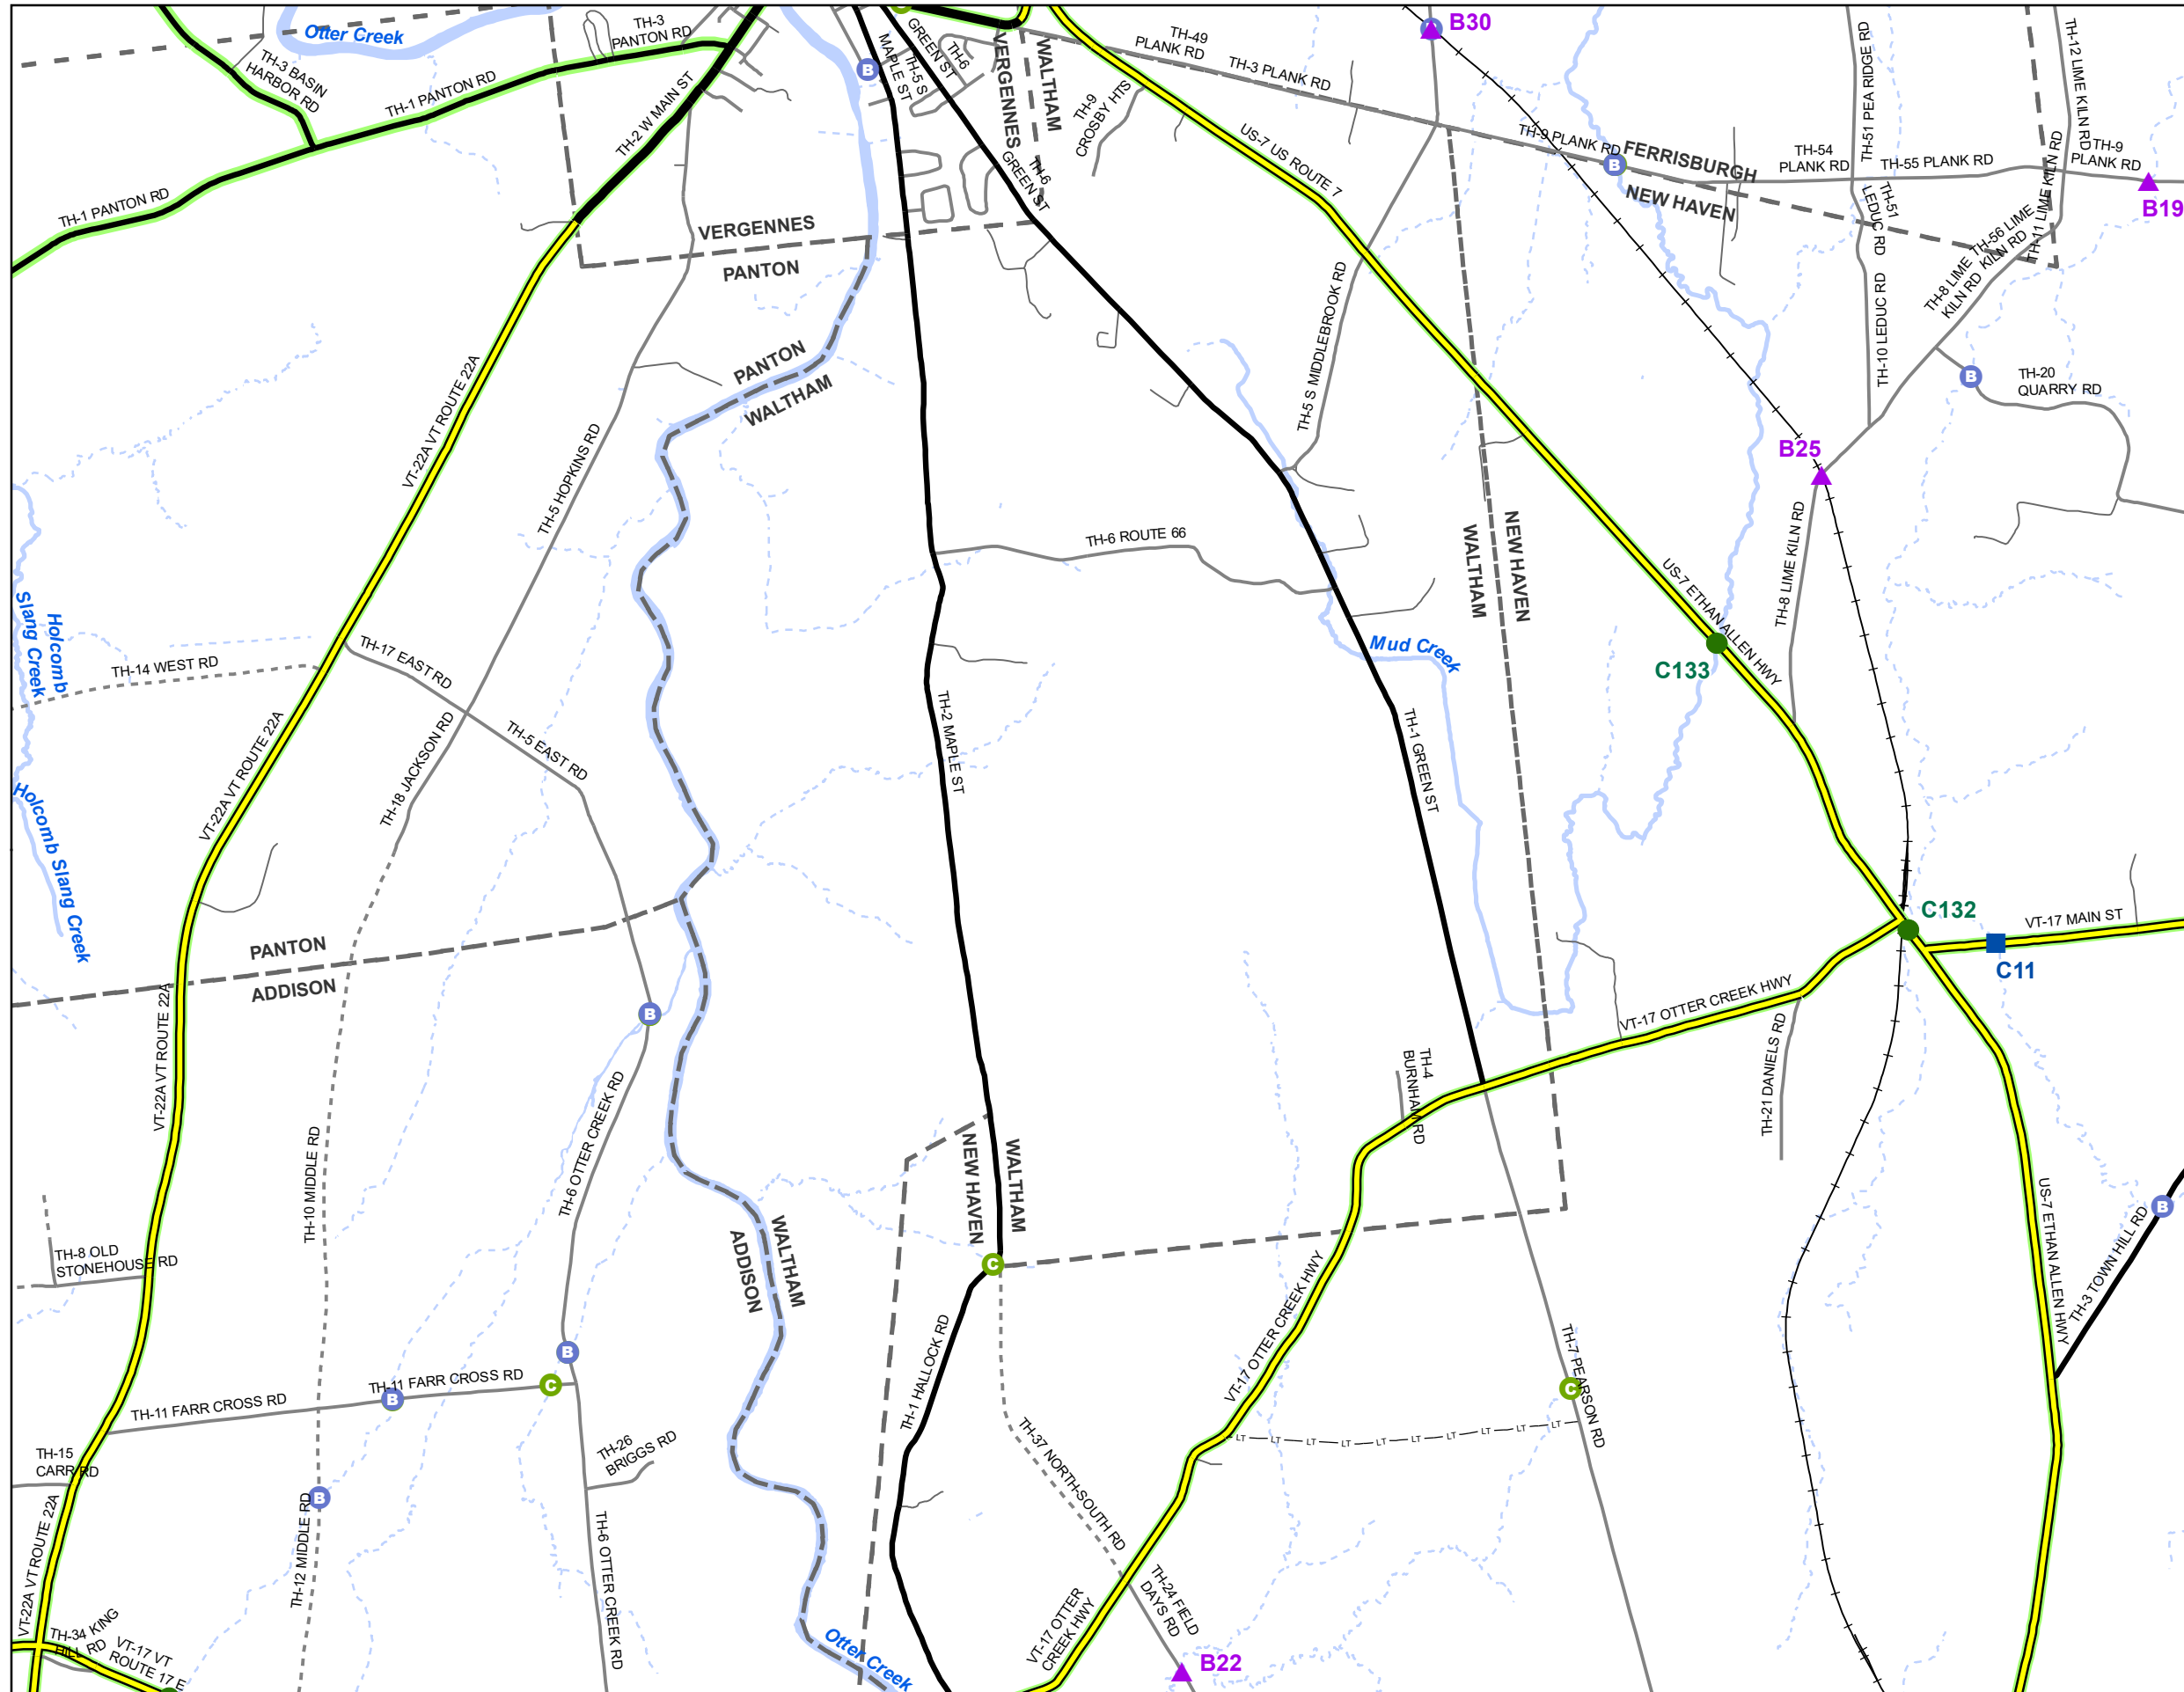 Otter Creek
TH-3
PANTON RD
TH-3 BASIN
HARBOR RD
TH-1 PANTON RD
TH-1 PANTON RD
TH-2 W MAIN ST
B
MAPLE ST
TH-5 S
GREEN ST
TH-6
VERGENNES
WALTHAM
TH-6
GREEN ST
TH-9
CROSBY HTS
TH-49
PLANK RD
TH-3 PLANK RD
US-7 US ROUTE 7
B30
TH-9 PLANK RD
B
FERRISBURGH
NEW HAVEN
TH-54
PLANK RD
TH-51 PEA RIDGE RD
TH-55 PLANK RD
TH-12 LIME KILN RD
TH-9
PLANK RD
B19
TH-51
LEDUC RD
TH-11 LIME KILN RD
TH-56 LIME
KILN RD
TH-8 LIME
KILN RD
TH-10 LEDUC RD
B
TH-20
QUARRY RD
B25
VERGENNES
PANTON
PANTON
WALTHAM
VT-22A VT ROUTE 22A
TH-5 HOPKINS RD
TH-5 S MIDDLEBROOK RD
TH-6 ROUTE 66
WALTHAM
NEW HAVEN
TH-8 LIME KILN RD
US-7 ETHAN ALLEN HWY
C133
Mud Creek
Holcomb
Slang Creek
TH-14 WEST RD
TH-17 EAST RD
TH-5 EAST RD
TH-18 JACKSON RD
VT-22A VT ROUTE 22A
TH-2 MAPLE ST
TH-1 GREEN ST
Holcomb Slang Creek
PANTON
ADDISON
VT-22A VT ROUTE 22A
B
C132
VT-17 MAIN ST
C11
VT-17 OTTER CREEK HWY
TH-21 DANIELS RD
TH-4
BURNHAM RD
TH-10 MIDDLE RD
TH-6 OTTER CREEK RD
NEW HAVEN
WALTHAM
WALTHAM
ADDISON
C
TH-8 OLD
STONEHOUSE RD
B
US-7 ETHAN ALLEN HWY
TH-3 TOWN HILL RD
VT-17 OTTER CREEK HWY
B
TH-11 FARR CROSS RD
TH-11 FARR CROSS RD
B
C
TH-1 HALLOCK RD
TH-7 PEARSON RD
C
LT LT LT LT LT LT LT LT LT LT
TH-15
CARR RD
TH-26
BRIGGS RD
TH-37 NORTH-SOUTH RD
B
TH-12 MIDDLE RD
VT-22A VT ROUTE 22A
TH-6 OTTER CREEK RD
TH-24 FIELD
DAYS RD
VT-17 OTTER
CREEK HWY
TH-34 KING
HILL RD
VT-17 VT
ROUTE 17 E
Otter Creek
B22